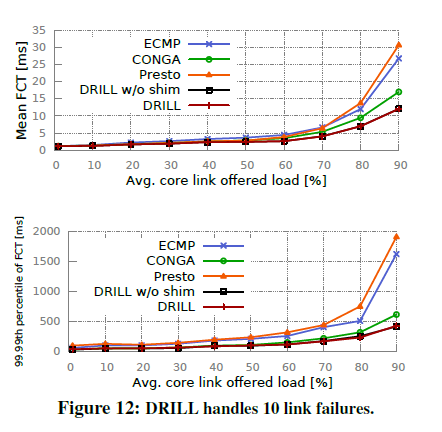 35
30
25
20
15
10
5
0
Mean FCT [ms]
ECMP
CONGA
Presto
DRILL w/o shim
DRILL
0 10 20 30 40 50 60 70 80 90
Avg. core link offered load [%]
2000
1500
1000
500
0
99.99th percentile of FCT [ms]
ECMP
CONGA
Presto
DRILL w/o shim
DRILL
0 10 20 30 40 50 60 70 80 90
Avg. core link offered load [%]
Figure 12: DRILL handles 10 link failures.